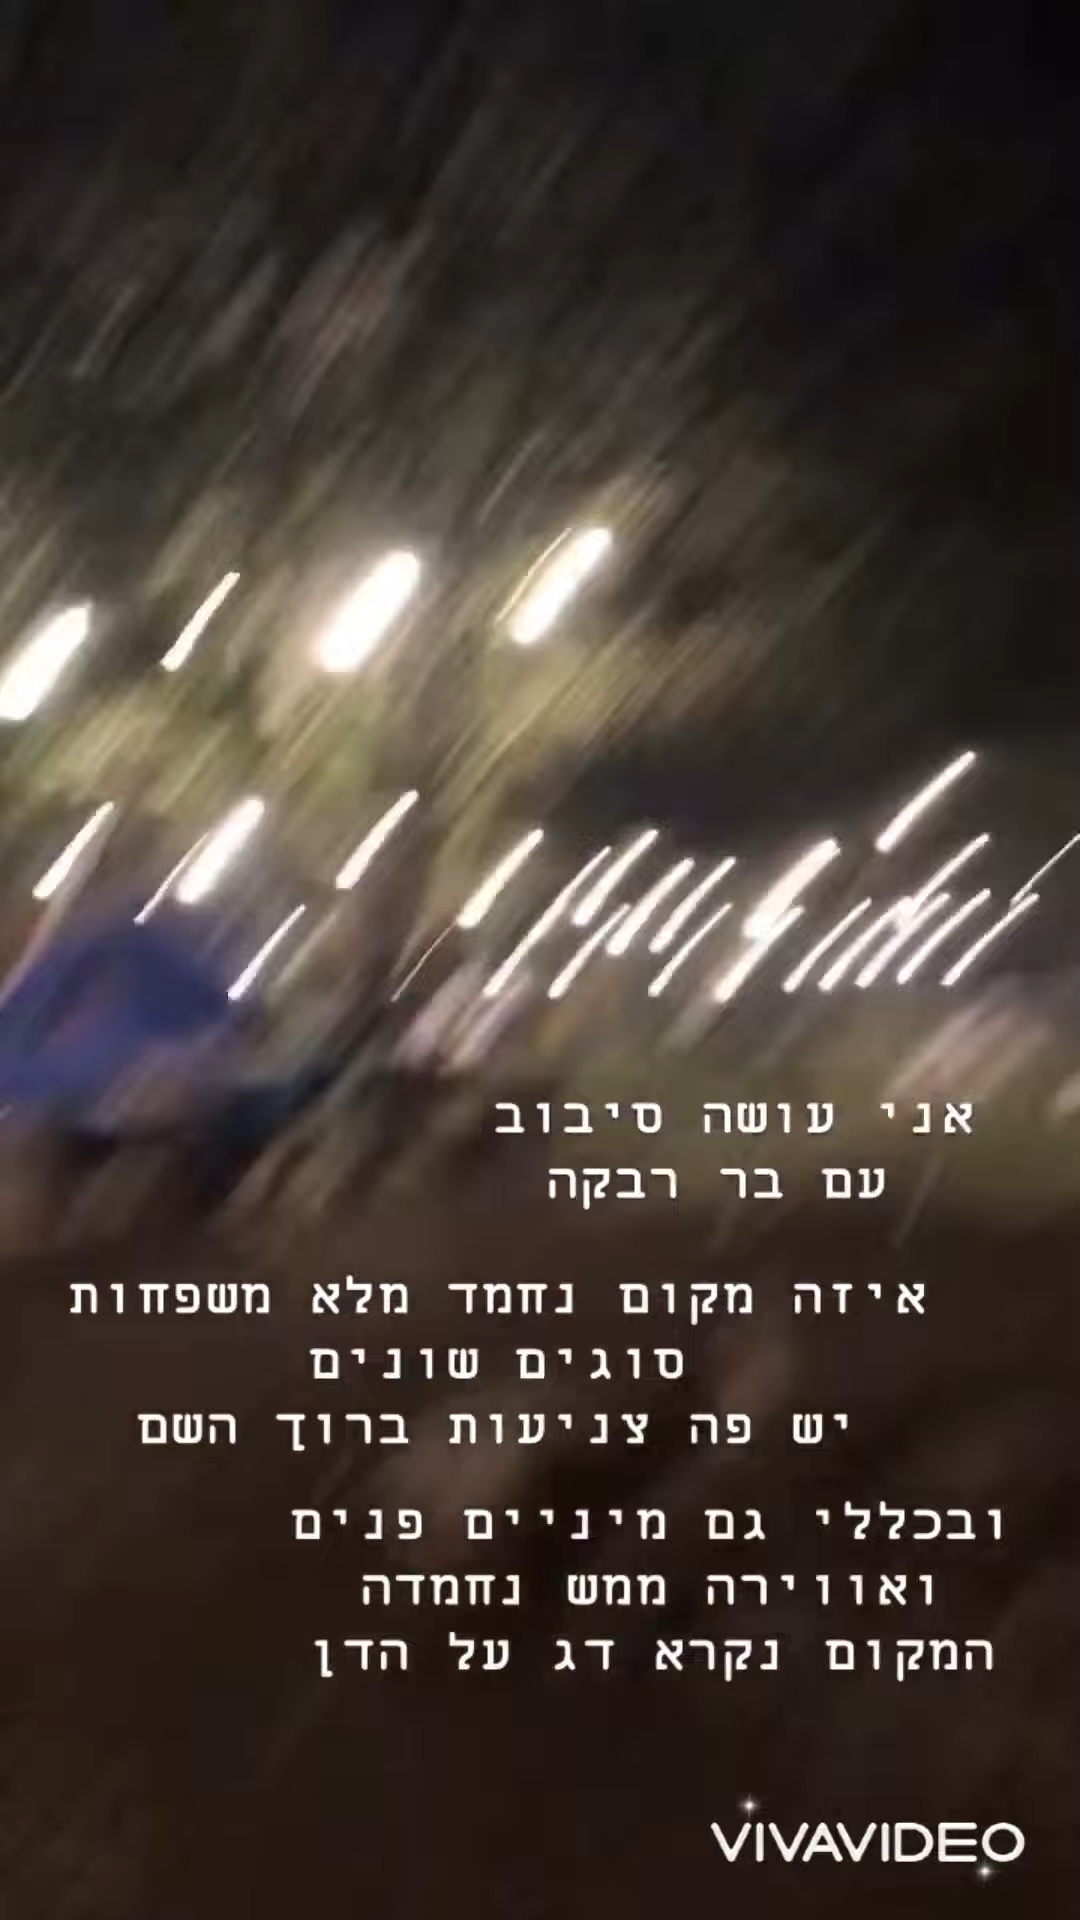 אני עושה סיבוב
עם בר רבקה
איזה מקום נחמד מלא משפחות
סוגים שונים
יש פה צניעות ברוך השם
ובכללי גם מיניים פנים
ואווירה ממש נחמדה
המקום נקרא דג על הדן
VIVAVIDEO